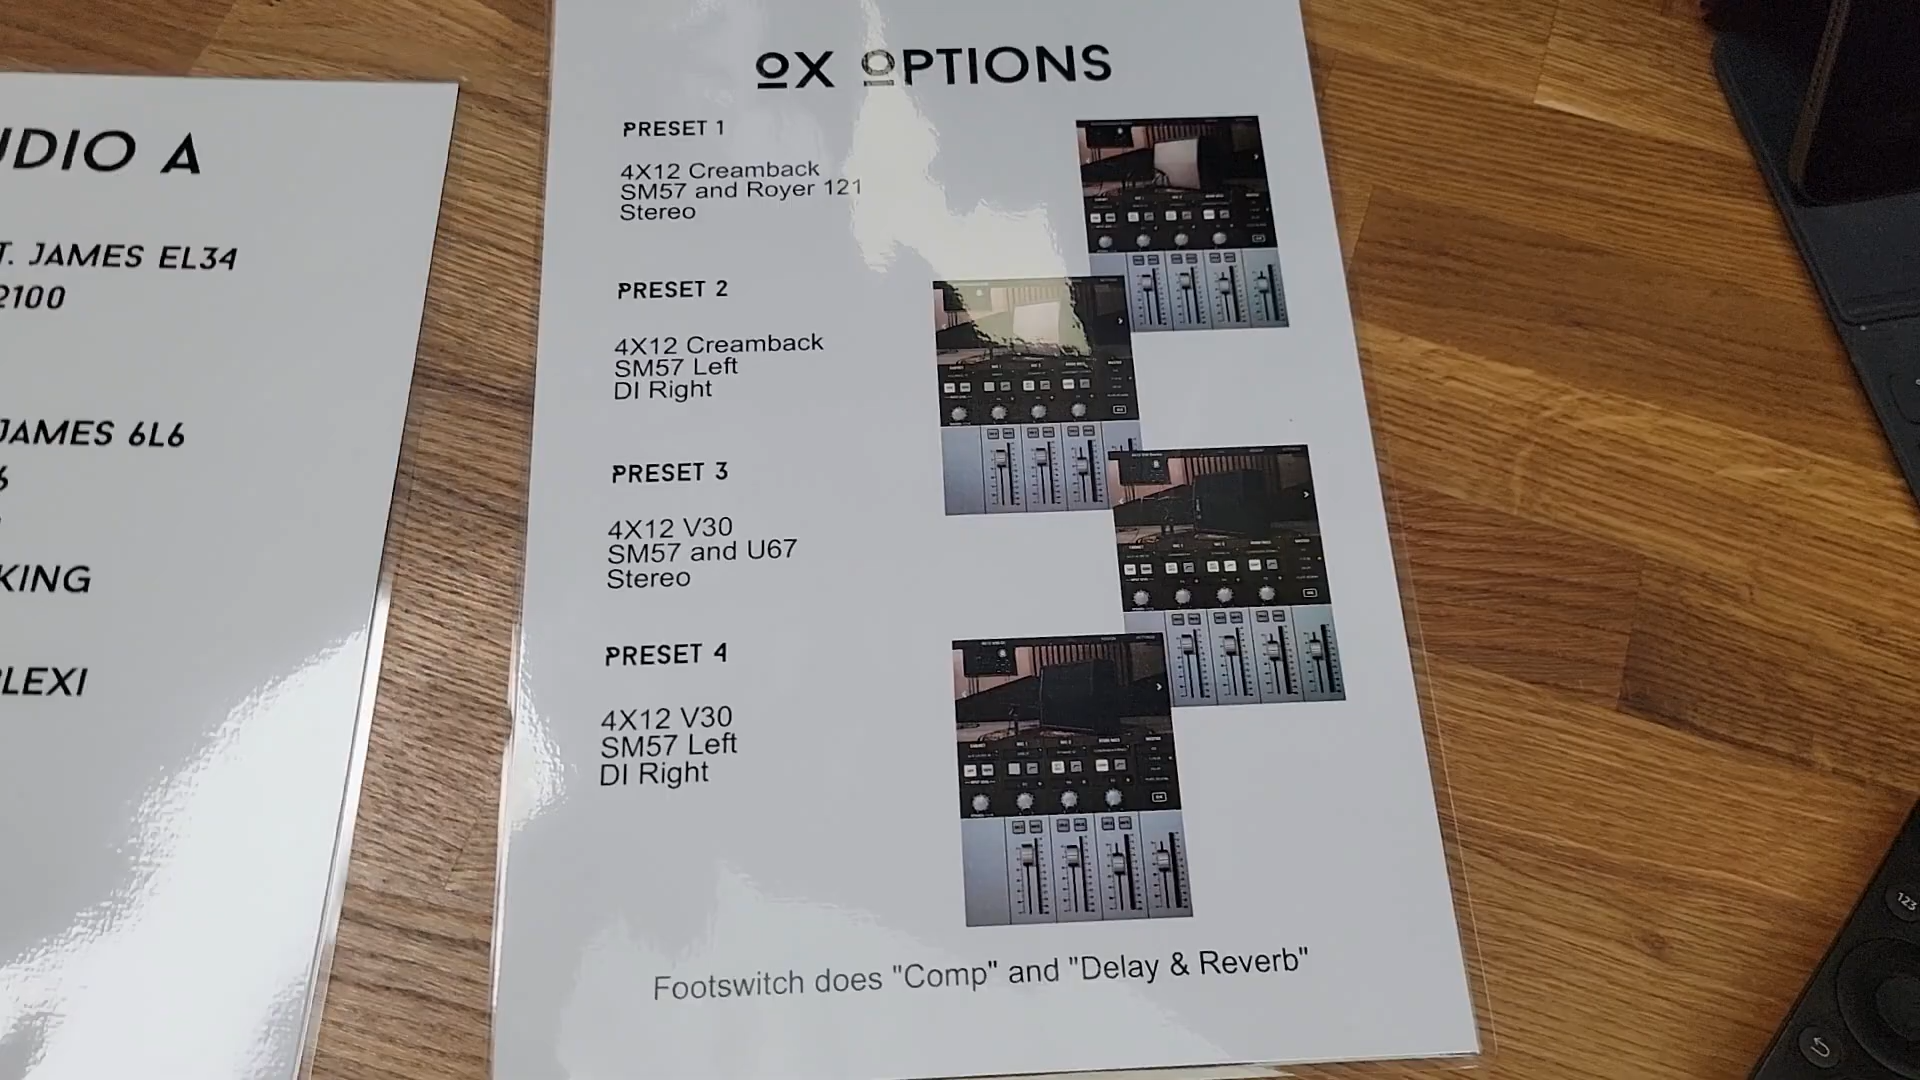 UDIO A
T. JAMES EL34
2100
JAMES 6L6
6
KING
LEXI
OX OPTIONS
PRESET 1
4X12 Creamback
SM57 and Royer 121
Stereo
PRESET 2
4X12 Creamback
SM57 Left
DI Right
PRESET 3
4X12 V30
SM57 and U67
Stereo
PRESET 4
4X12 V30
SM57 Left
DI Right
Footswitch does "Comp" and "Delay & Reverb"
123